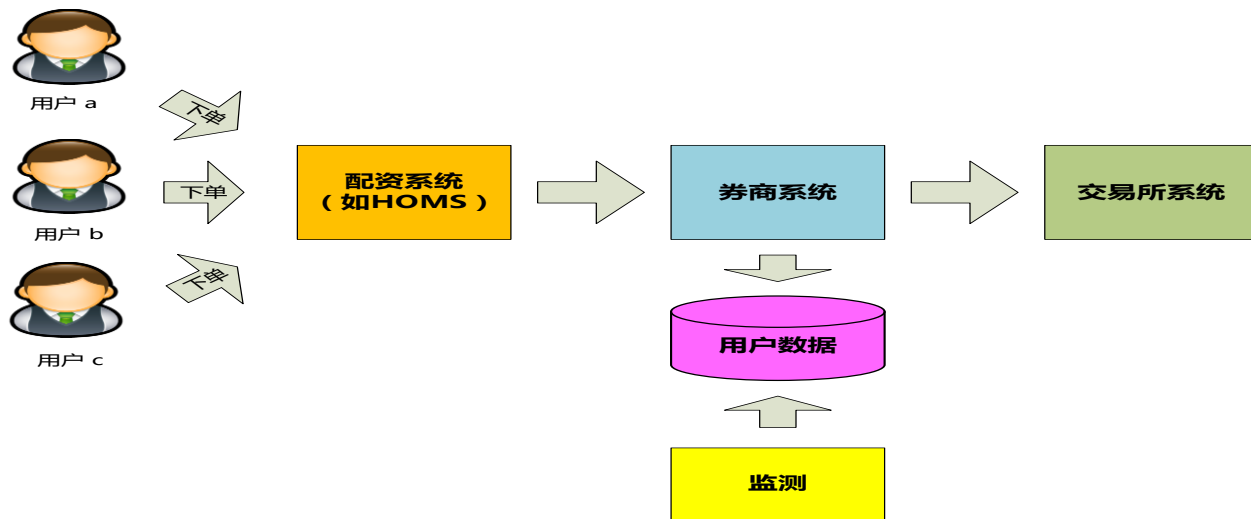 用户 a
下单
用户 b
下单
用户 c
下单
配资系统
（如HOMS）
券商系统
交易所系统
用户数据
监测